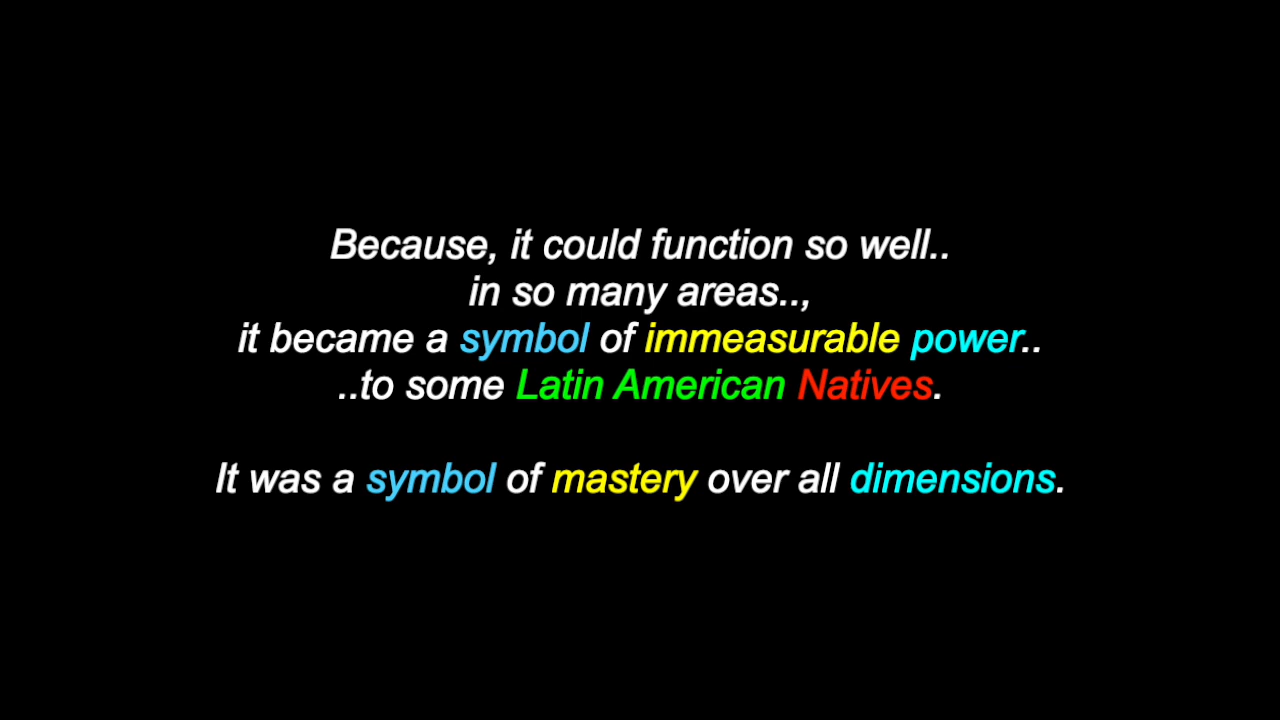 Because, it could function so well..
in so many areas..,
it became a symbol of immeasurable power..
..to some Latin American Natives.
It was a symbol of mastery over all dimensions.